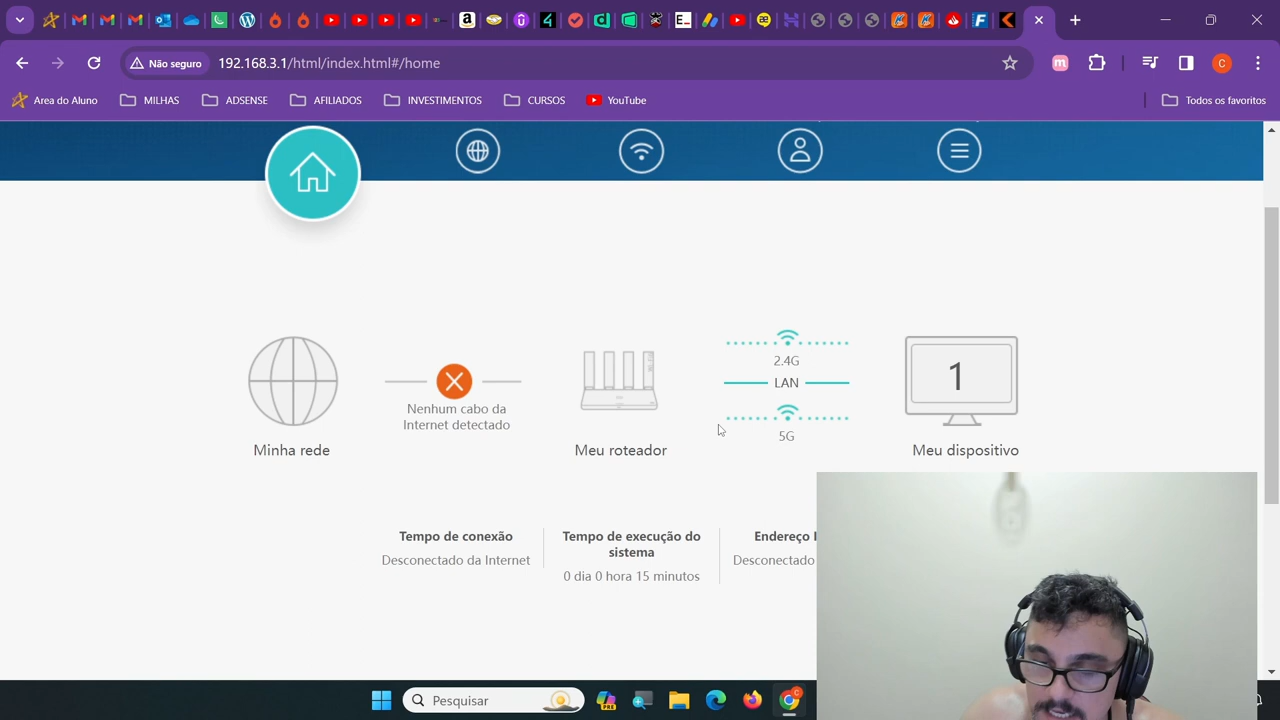 Não seguro
192.168.3.1/html/index.html#/home
Area do Aluno
MILHAS
ADSENSE
AFILIADOS
INVESTIMENTOS
CURSOS
YouTube
Todos os favoritos
Nenhum cabo da
Internet detectado
2.4G
LAN
5G
1
Minha rede
Meu roteador
Meu dispositivo
Tempo de conexão
Desconectado da Internet
Tempo de execução do
sistema
0 dia 0 hora 15 minutos
Endereço
Desconectado
Pesquisar